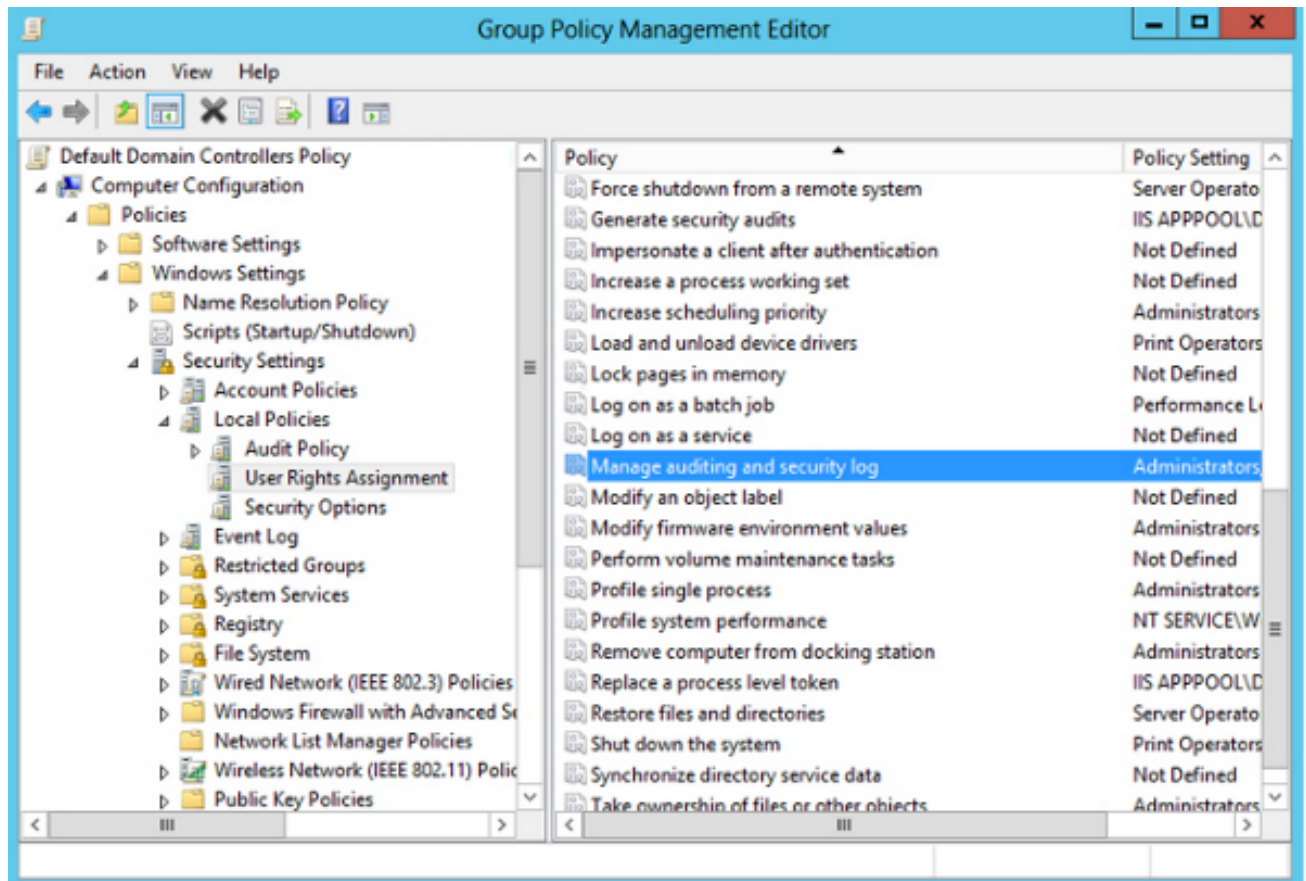 Group Policy Management Editor
File Action View Help
Default Domain Controllers Policy
Computer Configuration
Policies
Software Settings
Windows Settings
Name Resolution Policy
Scripts (Startup/Shutdown)
Security Settings
Account Policies
Local Policies
Audit Policy
User Rights Assignment
Security Options
Event Log
Restricted Groups
System Services
Registry
File System
Wired Network (IEEE 802.3) Policies
Windows Firewall with Advanced Se
Network List Manager Policies
Wireless Network (IEEE 802.11) Polic
Public Key Policies
Policy Policy Setting
Force shutdown from a remote system Server Operato
Generate security audits IIS APPPOOL\D
Impersonate a client after authentication Not Defined
Increase a process working set Not Defined
Increase scheduling priority Administrators
Load and unload device drivers Print Operators
Lock pages in memory Not Defined
Log on as a batch job Performance L
Log on as a service Not Defined
Manage auditing and security log Administrators,
Modify an object label Not Defined
Modify firmware environment values Administrators
Perform volume maintenance tasks Not Defined
Profile single process Administrators
Profile system performance NT SERVICE\W
Remove computer from docking station Administrators
Replace a process level token IIS APPPOOL\D
Restore files and directories Server Operato
Shut down the system Print Operators
Synchronize directory service data Not Defined
Take ownership of files or other objects Administrators